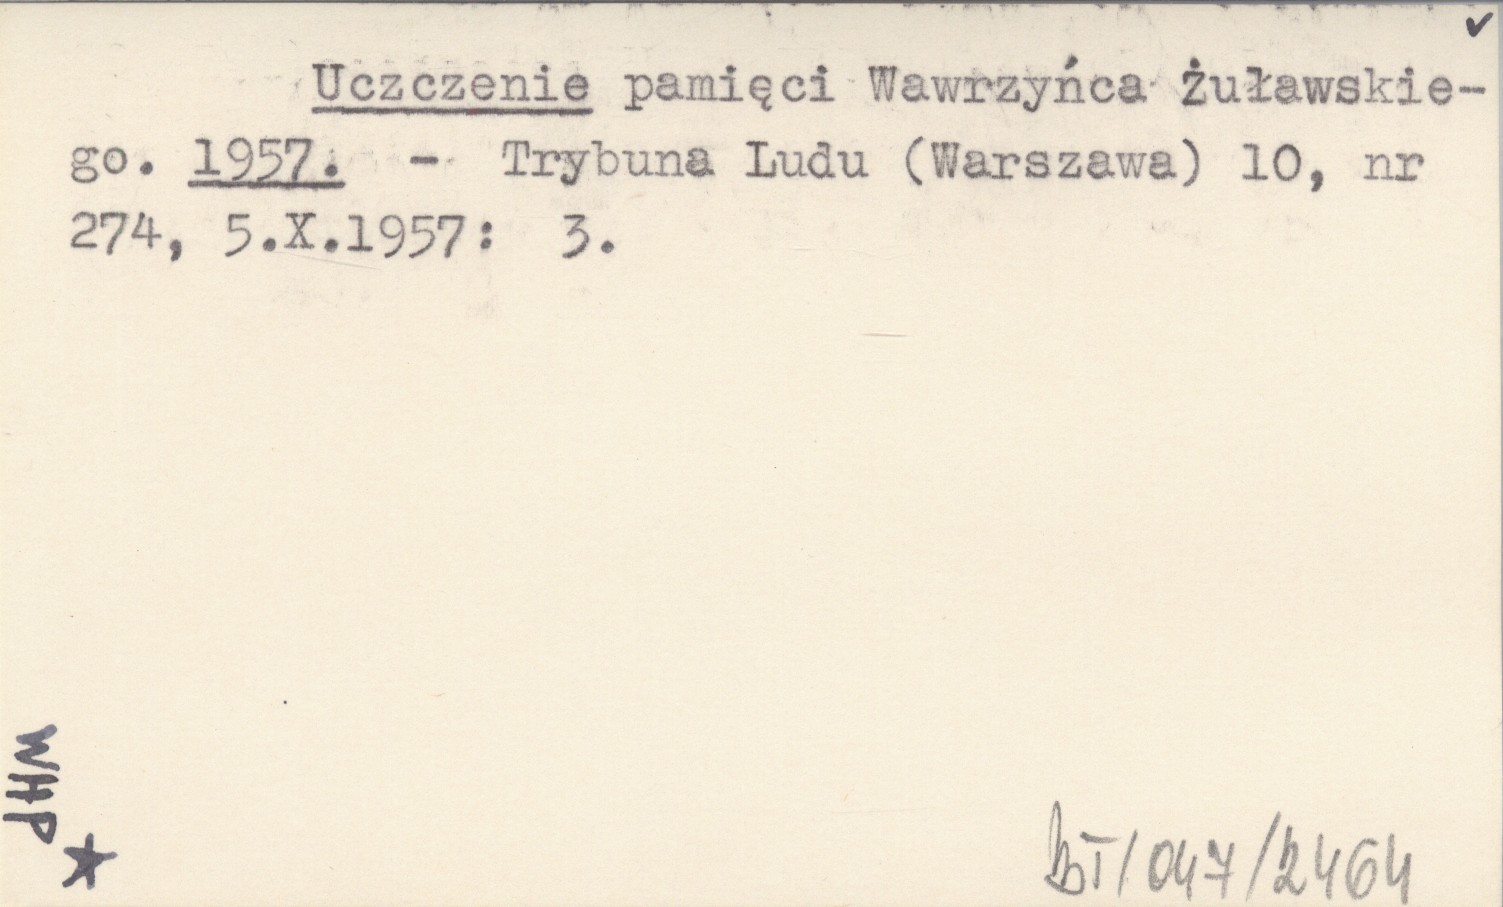 ✓
Uczczenie pamięci Wawrzyńca Żuławskie-
go. 1957. - Trybuna Ludu (Warszawa) 10, nr
274, 5.X.1957: 3.
WHP
★
BT/047/2464